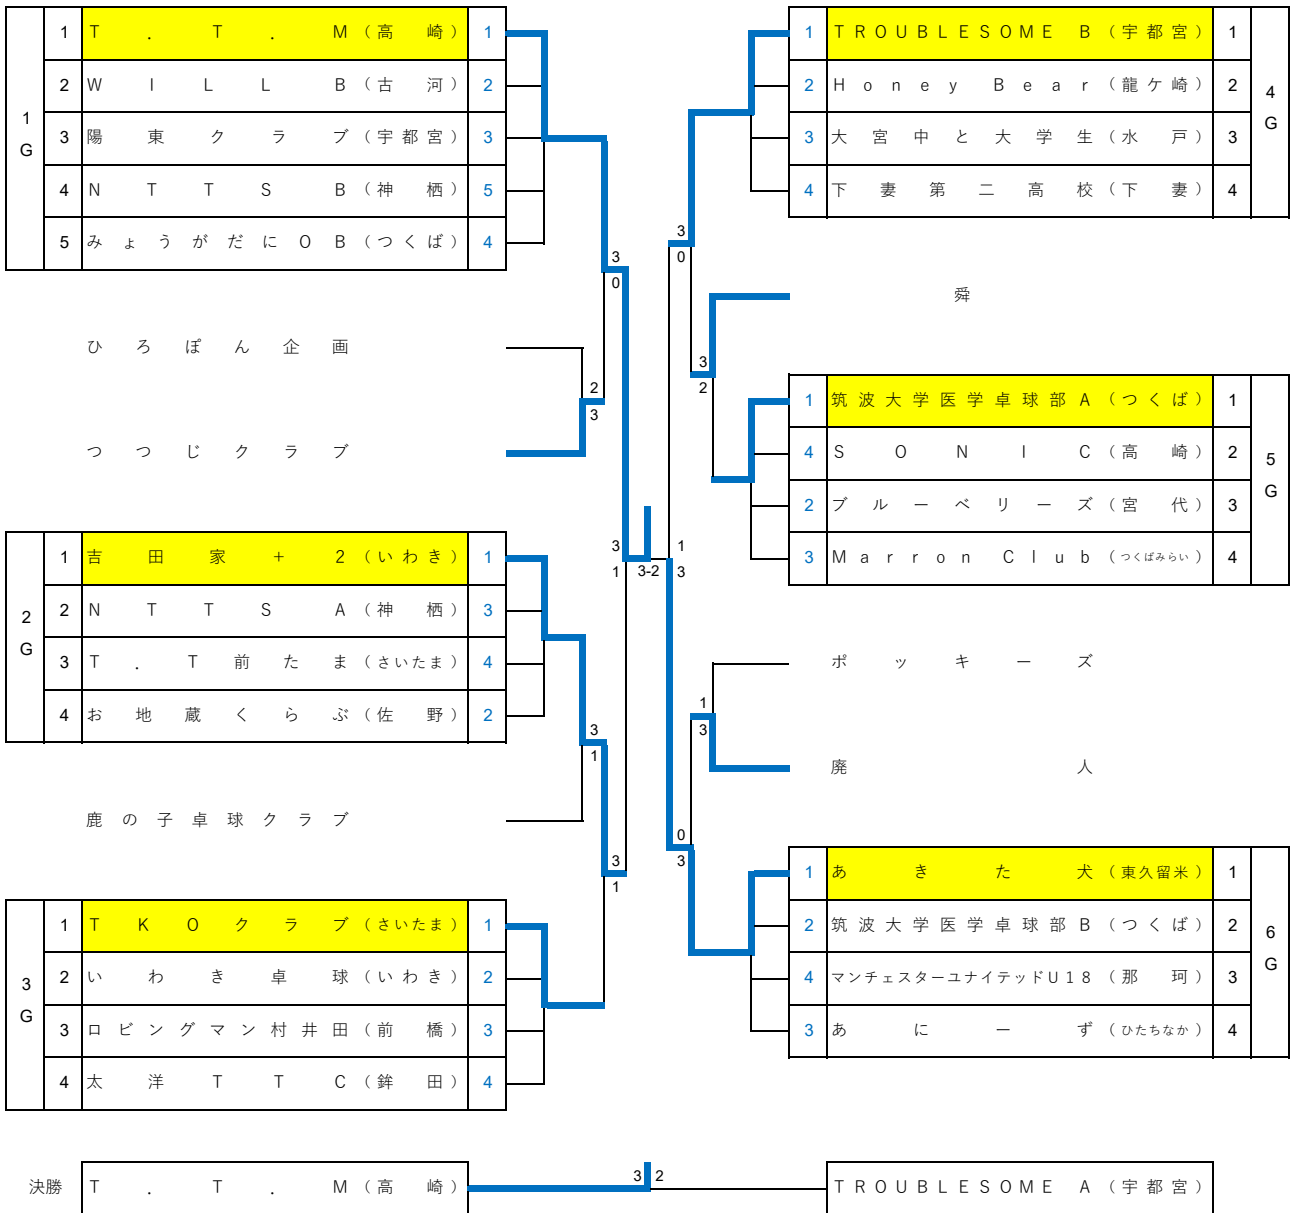 1G
1 T.T.M(高崎) 1
2 WILL B(古河) 2
3 陽東クラブ(宇都宮) 3
4 NTTS B(神栖) 5
5 みょうがだにOB(つくば) 4
3
0
ひろぽん企画
2
3
つつじクラブ
2G
1 吉田家+2(いわき) 1
2 NTTS A(神栖) 3
3 T.T前たま(さいたま) 4
4 お地蔵くらぶ(佐野) 2
3
1
3
1
鹿の子卓球クラブ
3
1
3G
1 TKOクラブ(さいたま) 1
2 いわき卓球(いわき) 2
3 ロビングマン村井田(前橋) 3
4 太洋TTC(鉾田) 4
3-2
4G
1 TROUBLESOME B(宇都宮) 1
2 Honey Bear(龍ケ崎) 2
3 大宮中と大学生(水戸) 3
4 下妻第二高校(下妻) 4
3
0
舜
3
2
5G
1 筑波大学医学卓球部A(つくば) 1
4 SONIC(高崎) 2
2 ブルーベリーズ(宮代) 3
3 Marron Club(つくばみらい) 4
1
3
ポッキーズ
1
3
廃人
0
3
6G
1 あきた犬(東久留米) 1
2 筑波大学医学卓球部B(つくば) 2
4 マンチェスターユナイテッドU18(那珂) 3
3 あにーず(ひたちなか) 4
決勝 T.T.M(高崎) 3 2 TROUBLESOME A(宇都宮)